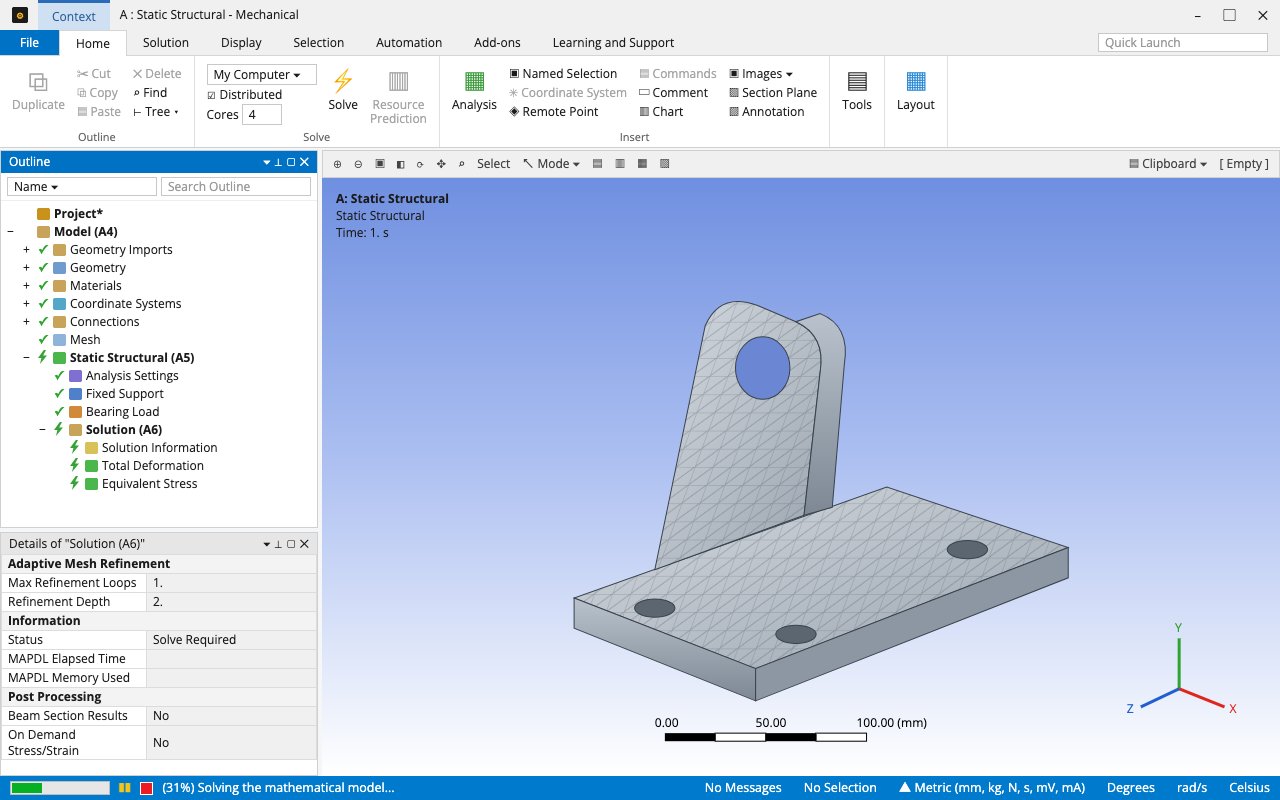 Context
A : Static Structural - Mechanical
File
Home
Solution
Display
Selection
Automation
Add-ons
Learning and Support
Quick Launch
Duplicate
Cut
Copy
Paste
Delete
Find
Tree
Outline
My Computer
Distributed
Cores 4
Solve
Resource
Prediction
Solve
Analysis
Named Selection
Coordinate System
Remote Point
Commands
Comment
Chart
Images
Section Plane
Annotation
Insert
Tools
Layout
Outline
Name
Search Outline
Project*
Model (A4)
Geometry Imports
Geometry
Materials
Coordinate Systems
Connections
Mesh
Static Structural (A5)
Analysis Settings
Fixed Support
Bearing Load
Solution (A6)
Solution Information
Total Deformation
Equivalent Stress
Details of "Solution (A6)"
Adaptive Mesh Refinement
Max Refinement Loops 1.
Refinement Depth 2.
Information
Status Solve Required
MAPDL Elapsed Time
MAPDL Memory Used
Post Processing
Beam Section Results No
On Demand
Stress/Strain No
Select
Mode
Clipboard
[ Empty ]
A: Static Structural
Static Structural
Time: 1. s
0.00 50.00 100.00 (mm)
Y
Z
X
(31%) Solving the mathematical model...
No Messages
No Selection
Metric (mm, kg, N, s, mV, mA)
Degrees
rad/s
Celsius